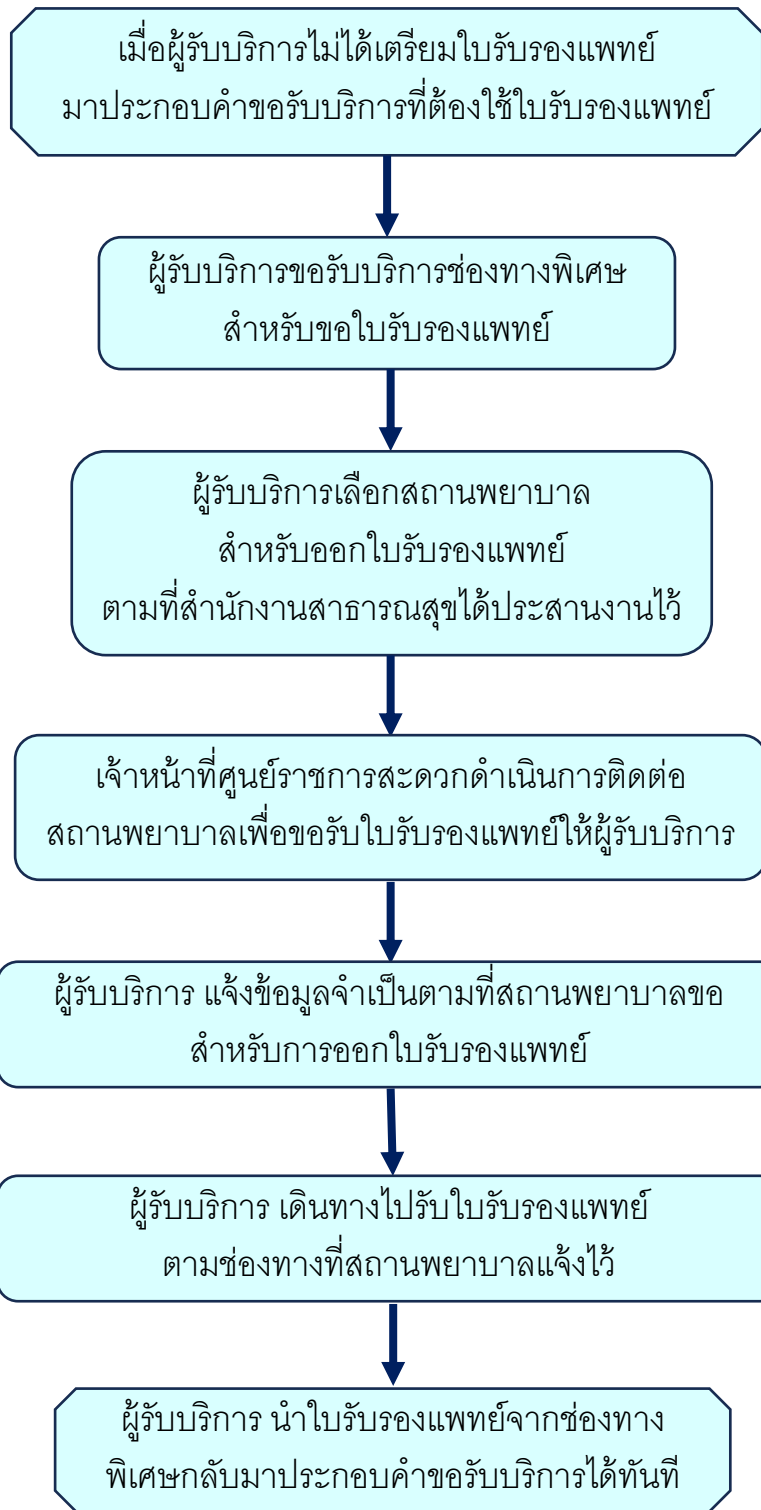 เมื่อผู้รับบริการไม่ได้เตรียมใบรับรองแพทย์
มาประกอบคำขอรับบริการที่ต้องใช้ใบรับรองแพทย์
ผู้รับบริการขอรับบริการช่องทางพิเศษ
สำหรับขอใบรับรองแพทย์
ผู้รับบริการเลือกสถานพยาบาล
สำหรับออกใบรับรองแพทย์
ตามที่สำนักงานสาธารณสุขได้ประสานงานไว้
เจ้าหน้าที่ศูนย์ราชการสะดวกดำเนินการติดต่อ
สถานพยาบาลเพื่อขอรับใบรับรองแพทย์ให้ผู้รับบริการ
ผู้รับบริการ แจ้งข้อมูลจำเป็นตามที่สถานพยาบาลขอ
สำหรับการออกใบรับรองแพทย์
ผู้รับบริการ เดินทางไปรับใบรับรองแพทย์
ตามช่องทางที่สถานพยาบาลแจ้งไว้
ผู้รับบริการ นำใบรับรองแพทย์จากช่องทาง
พิเศษกลับมาประกอบคำขอรับบริการได้ทันที